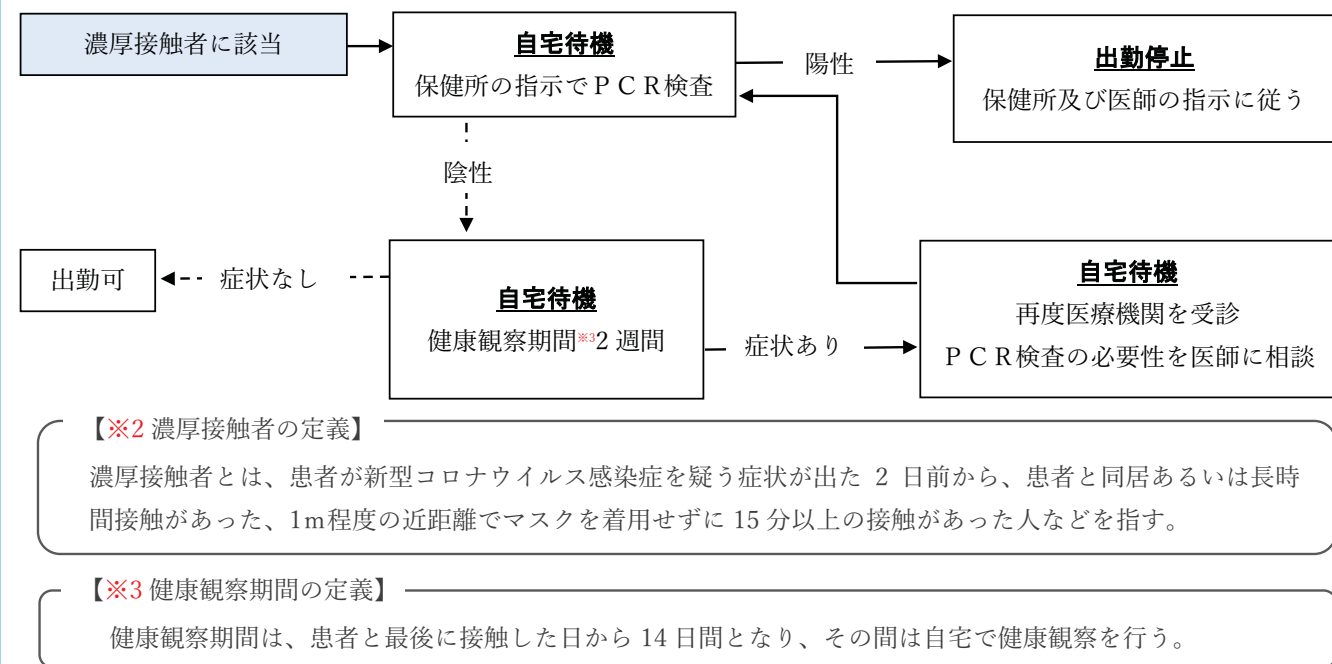 濃厚接触者に該当
自宅待機
保健所の指示でＰＣＲ検査
陽性
出勤停止
保健所及び医師の指示に従う
陰性
出勤可
症状なし
自宅待機
健康観察期間※32 週間
症状あり
自宅待機
再度医療機関を受診
ＰＣＲ検査の必要性を医師に相談
【※2 濃厚接触者の定義】
濃厚接触者とは、患者が新型コロナウイルス感染症を疑う症状が出た 2 日前から、患者と同居あるいは長時
間接触があった、1ｍ程度の近距離でマスクを着用せずに 15 分以上の接触があった人などを指す。
【※3 健康観察期間の定義】
健康観察期間は、患者と最後に接触した日から 14 日間となり、その間は自宅で健康観察を行う。